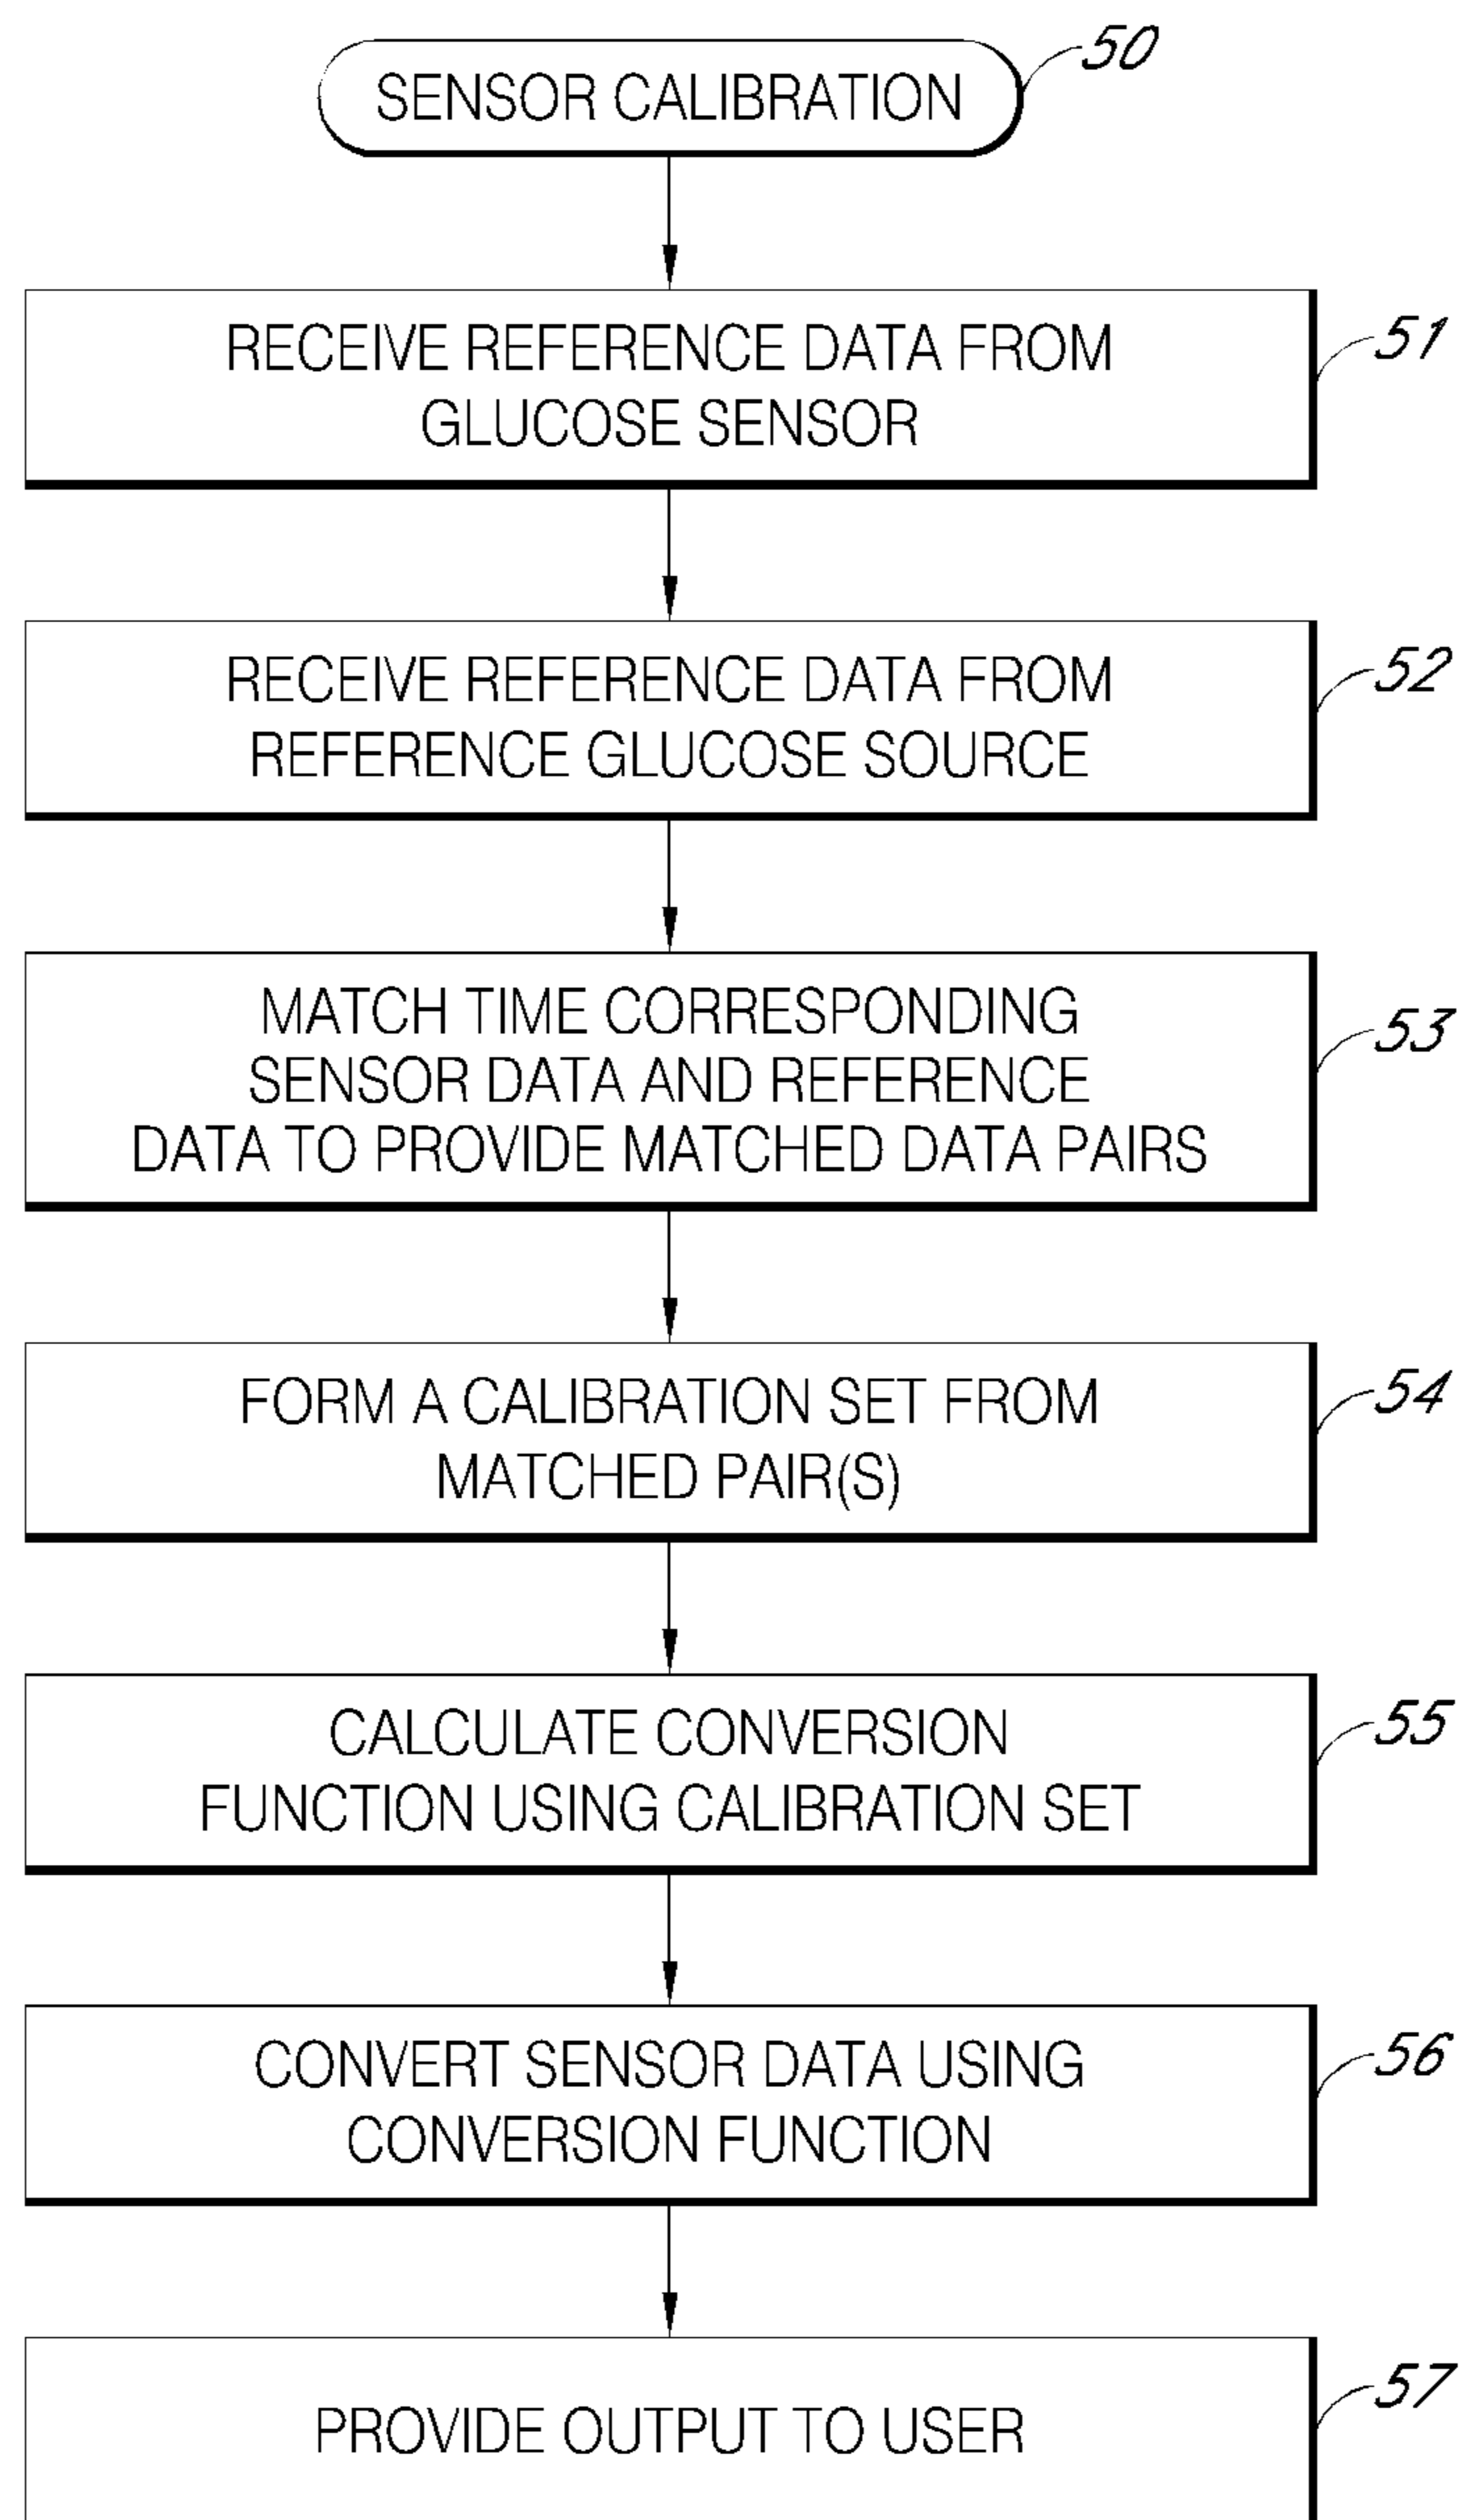 SENSOR CALIBRATION
50
RECEIVE REFERENCE DATA FROM
GLUCOSE SENSOR
51
RECEIVE REFERENCE DATA FROM
REFERENCE GLUCOSE SOURCE
52
MATCH TIME CORRESPONDING
SENSOR DATA AND REFERENCE
DATA TO PROVIDE MATCHED DATA PAIRS
53
FORM A CALIBRATION SET FROM
MATCHED PAIR(S)
54
CALCULATE CONVERSION
FUNCTION USING CALIBRATION SET
55
CONVERT SENSOR DATA USING
CONVERSION FUNCTION
56
PROVIDE OUTPUT TO USER
57